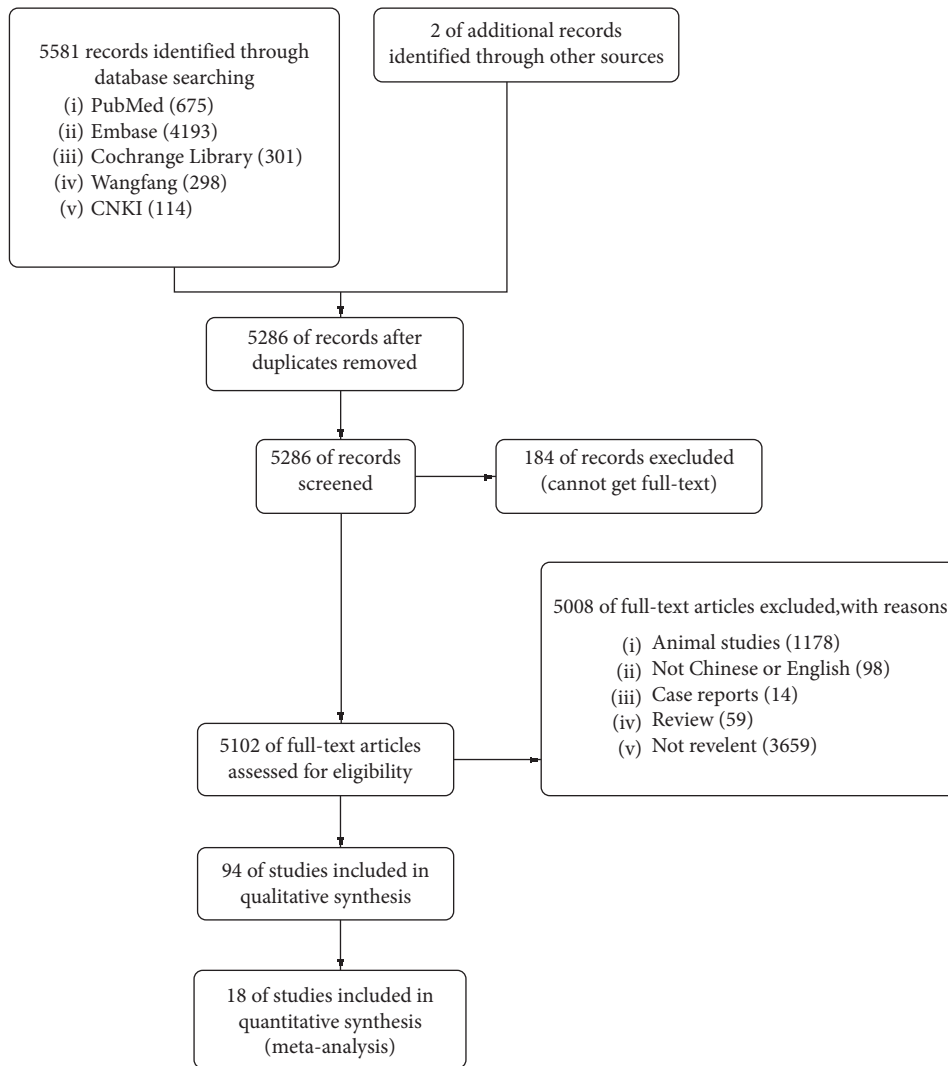 5581 records identified through
database searching
(i) PubMed (675)
(ii) Embase (4193)
(iii) Cochrange Library (301)
(iv) Wangfang (298)
(v) CNKI (114)
2 of additional records
identified through other sources
5286 of records after
duplicates removed
5286 of records
screened
184 of records execluded
(cannot get full-text)
5008 of full-text articles excluded,with reasons
(i) Animal studies (1178)
(ii) Not Chinese or English (98)
(iii) Case reports (14)
(iv) Review (59)
(v) Not revelent (3659)
5102 of full-text articles
assessed for eligibility
94 of studies included in
qualitative synthesis
18 of studies included in
quantitative synthesis
(meta-analysis)